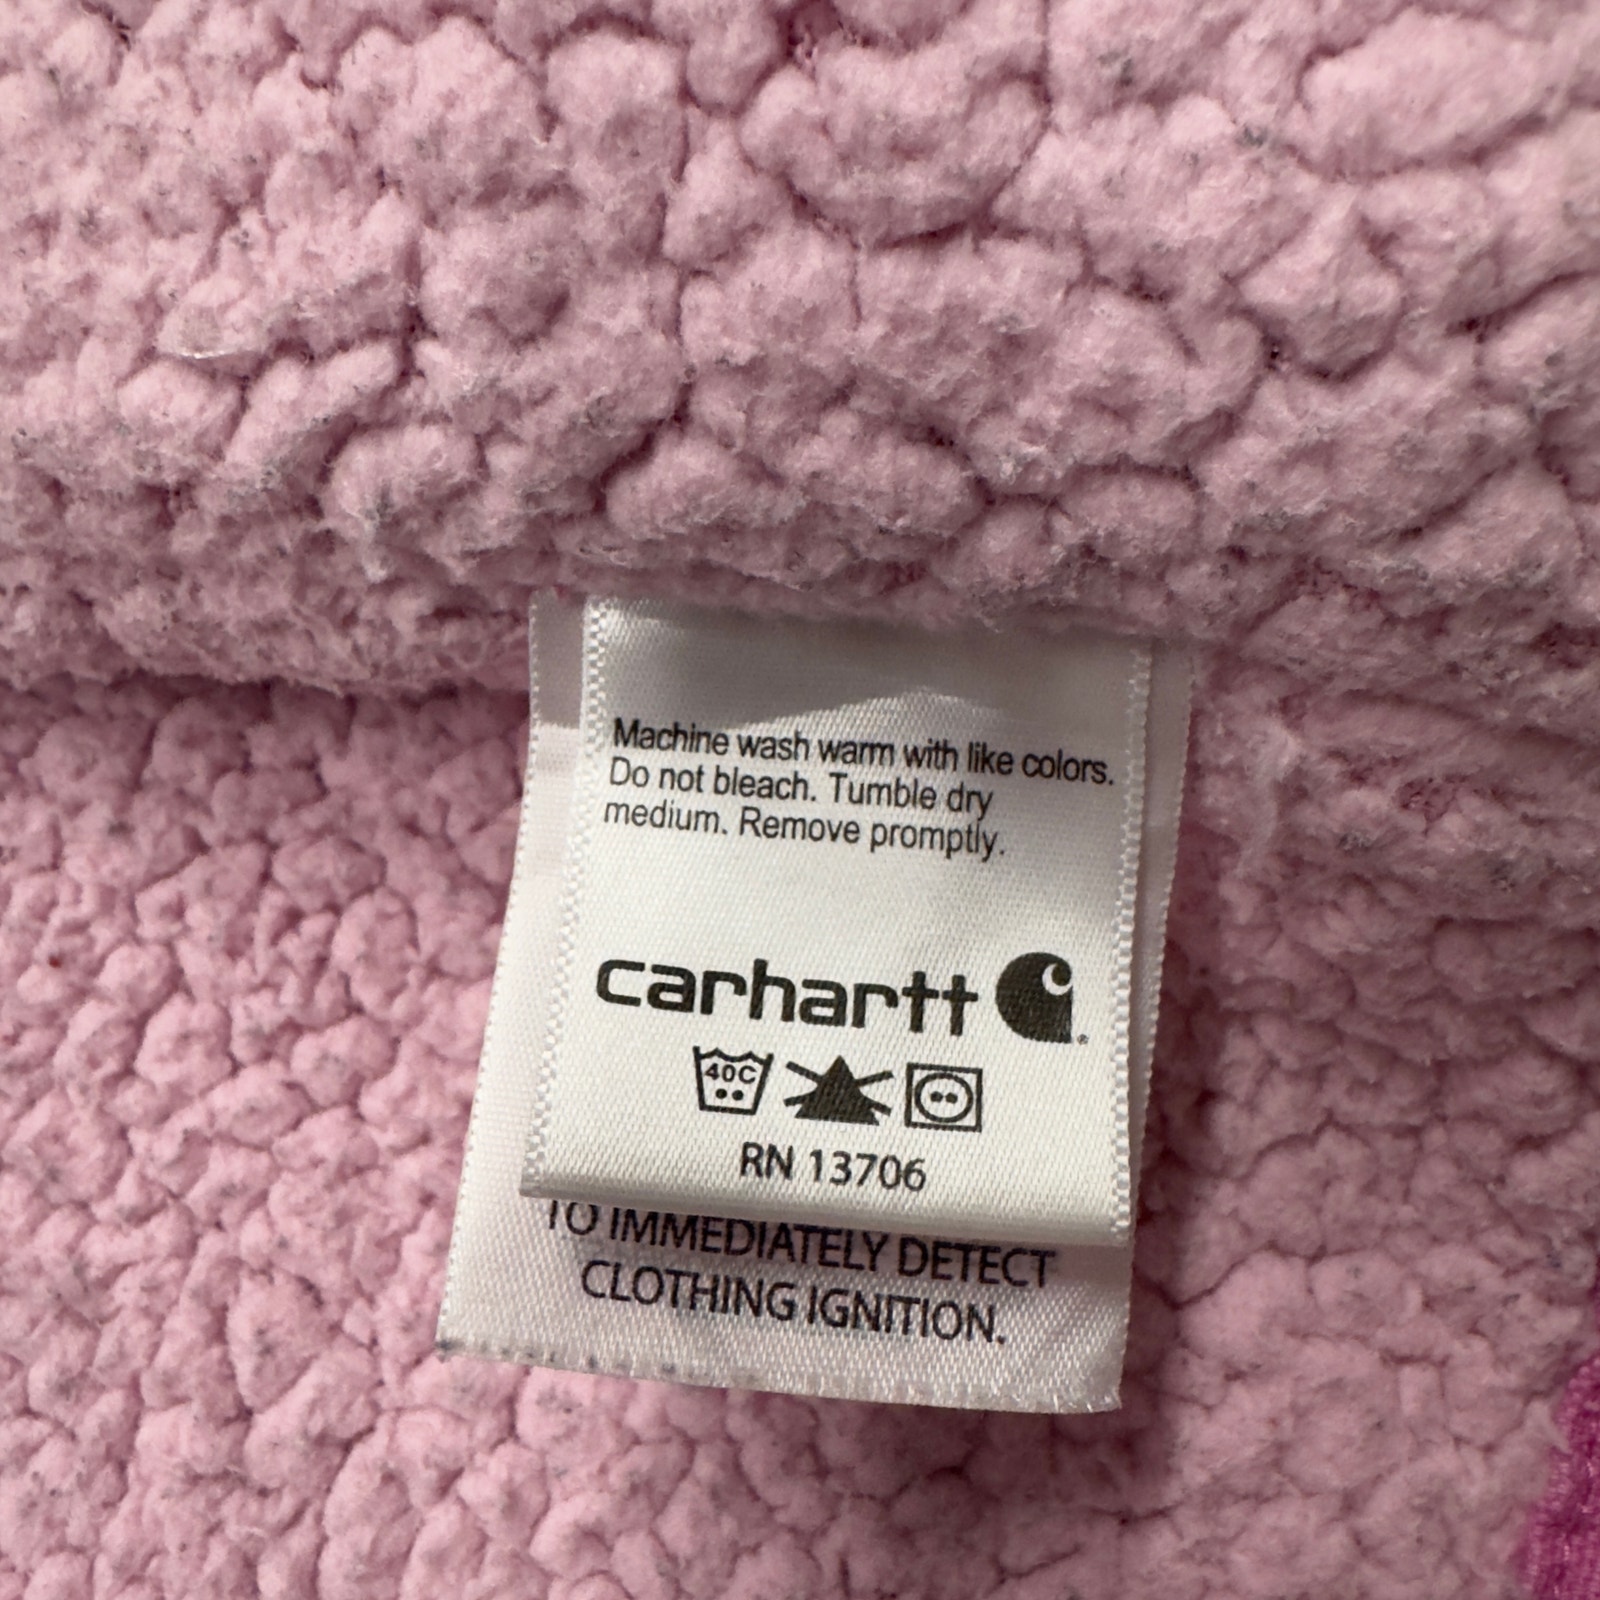 Machine wash warm with like colors.
Do not bleach. Tumble dry
medium. Remove promptly.
carhartt
40C
RN 13706
TO IMMEDIATELY DETECT
CLOTHING IGNITION.